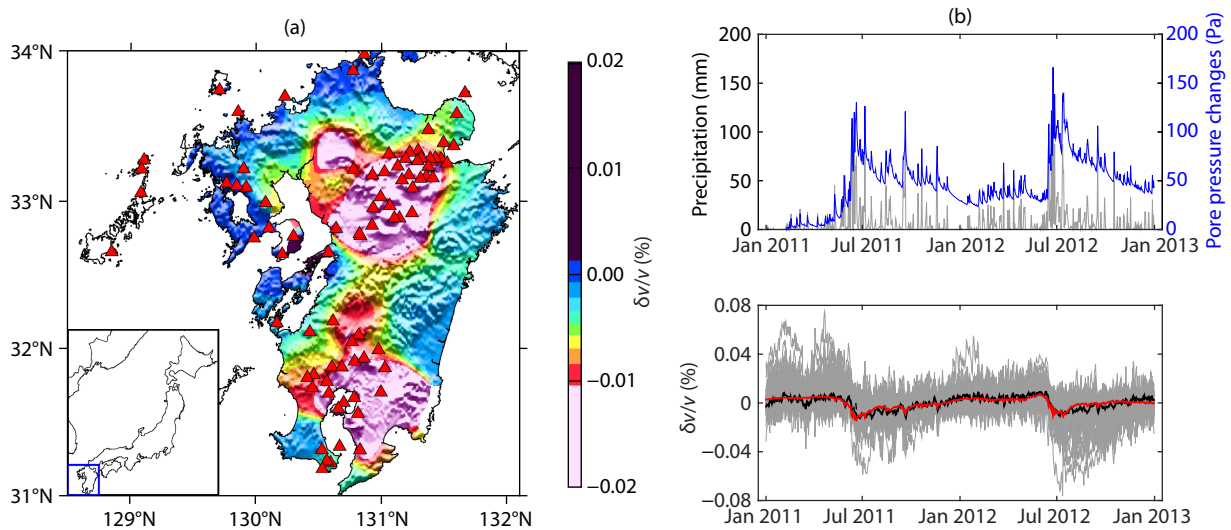 (a)
34°N
33°N
32°N
31°N
129°N
130°N
131°N
132°N
0.02
0.01
0.00
−0.01
−0.02
δv/v (%)
(b)
Precipitation (mm)
200
150
100
50
0
Pore pressure changes (Pa)
200
150
100
50
0
Jan 2011
Jul 2011
Jan 2012
Jul 2012
Jan 2013
δv/v (%)
0.08
0.04
0
−0.04
−0.08
Jan 2011
Jul 2011
Jan 2012
Jul 2012
Jan 2013